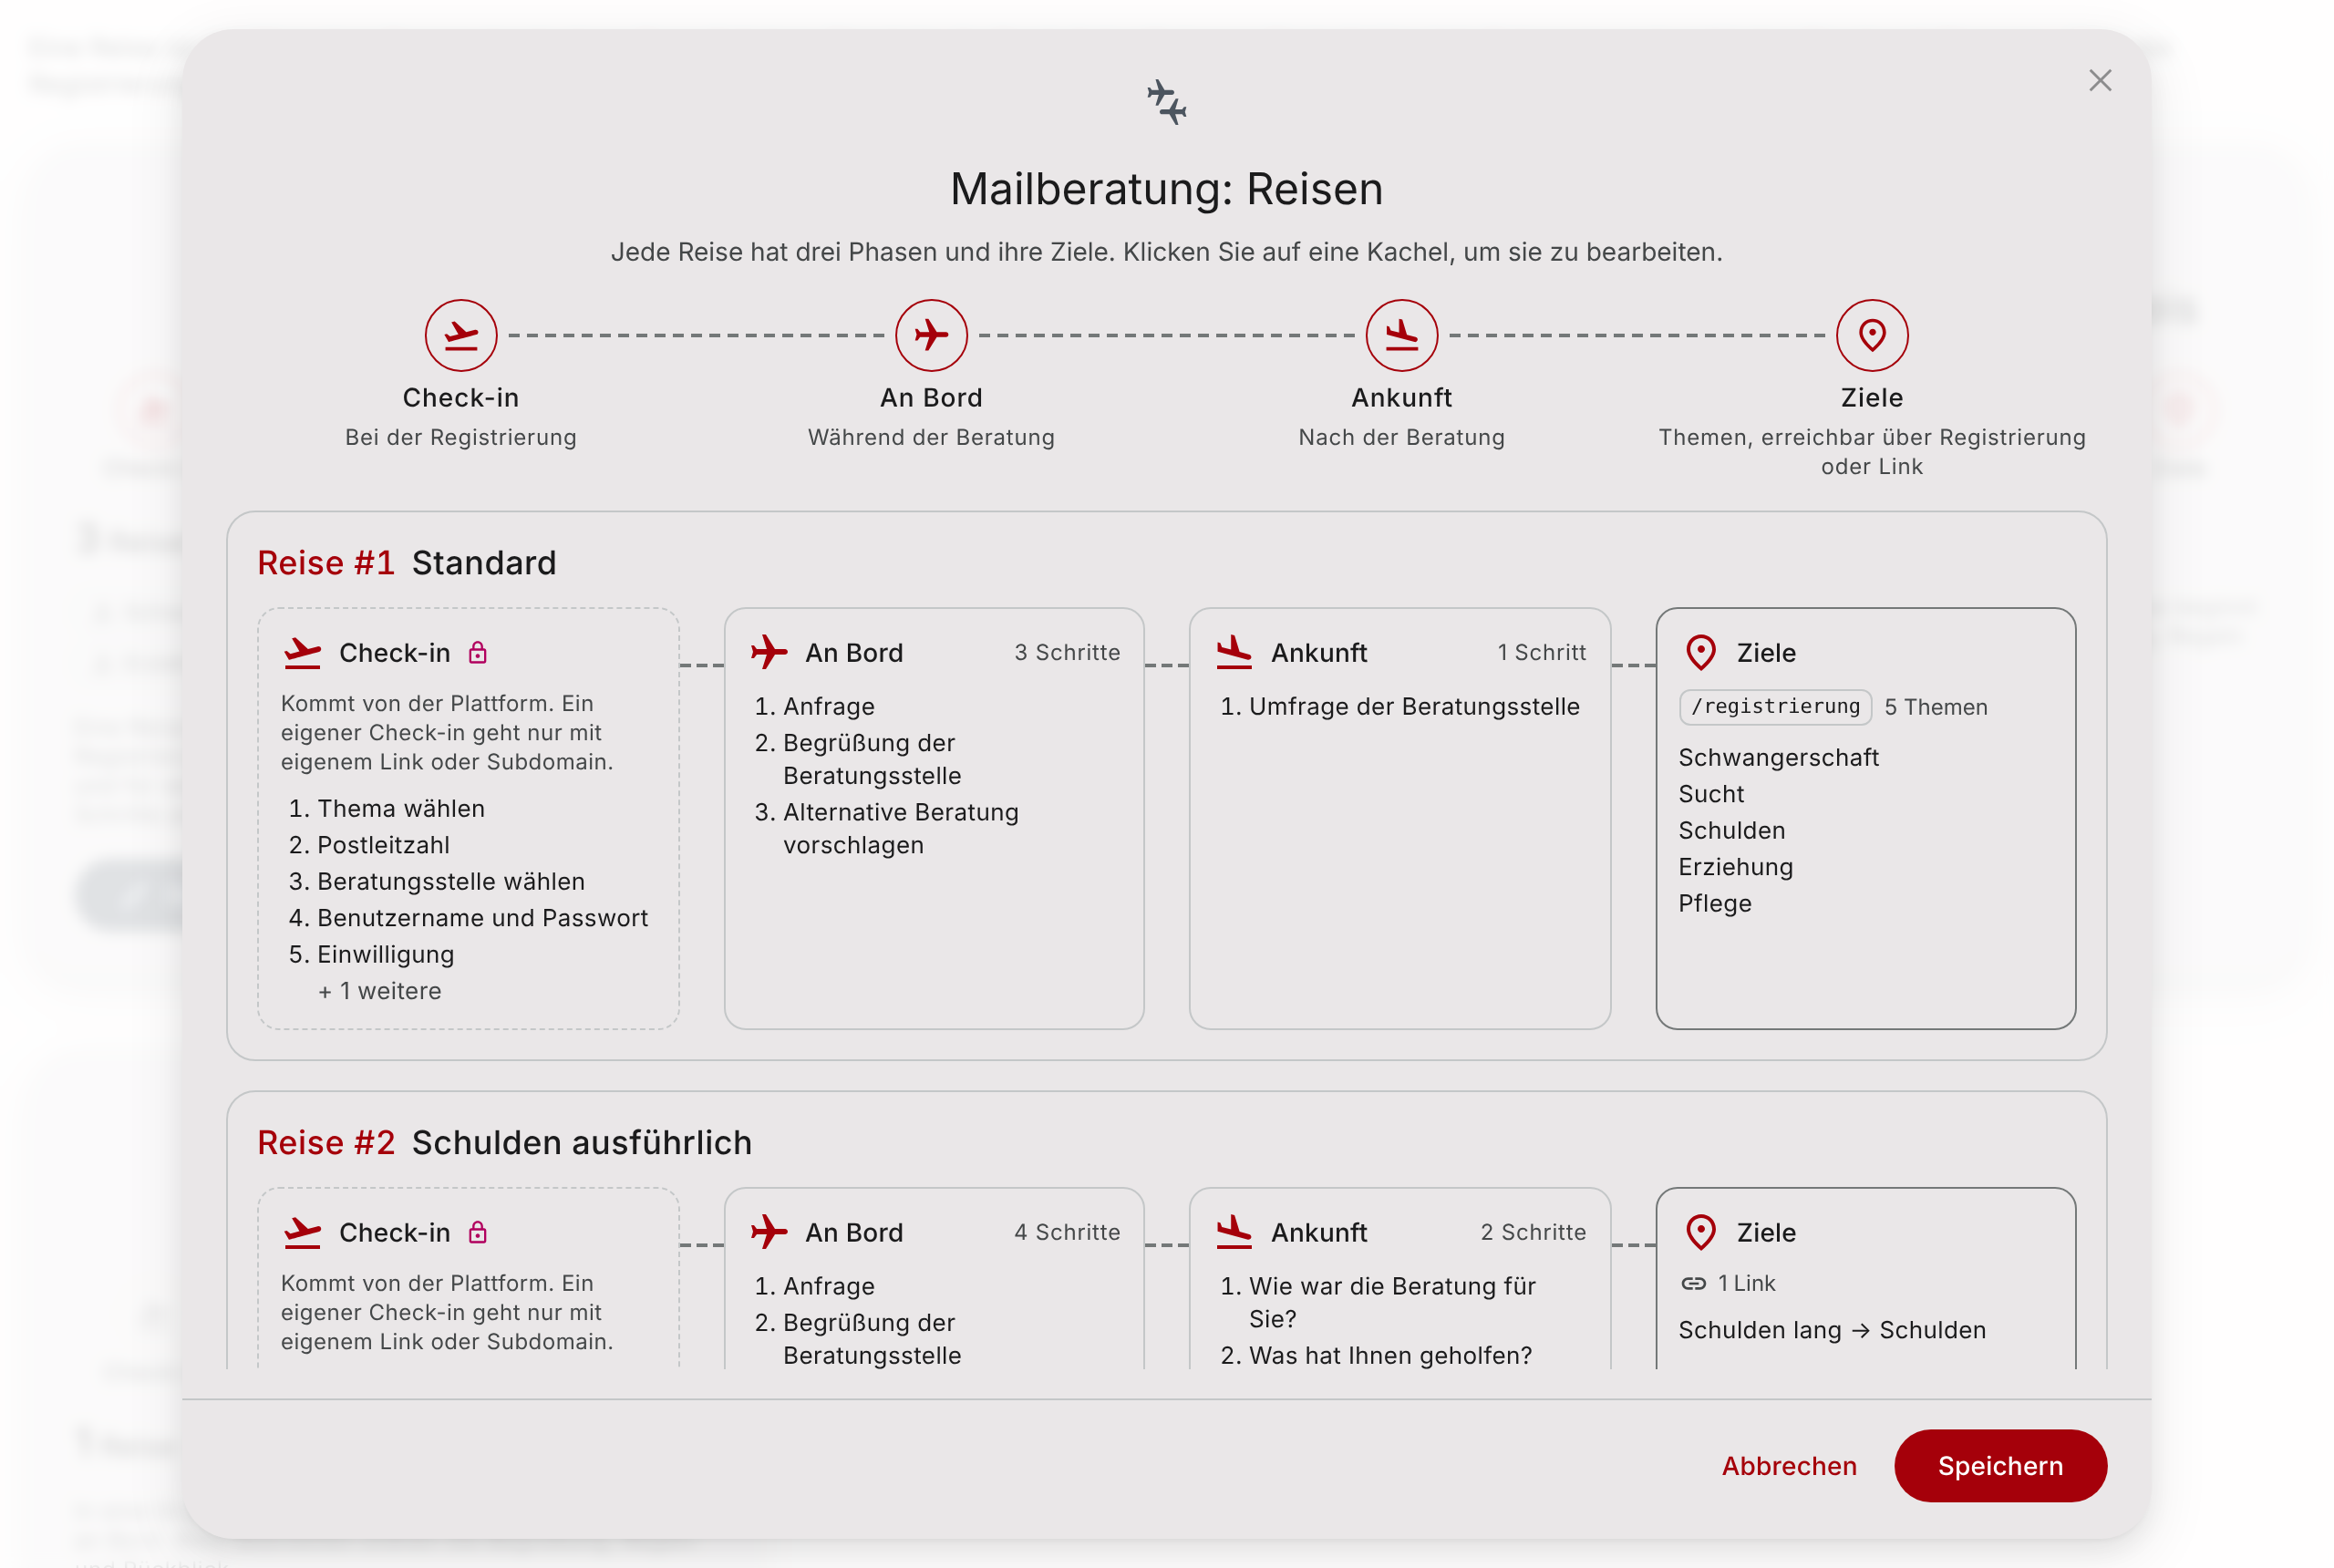 Mailberatung: Reisen
Jede Reise hat drei Phasen und ihre Ziele. Klicken Sie auf eine Kachel, um sie zu bearbeiten.
Check-in
Bei der Registrierung
An Bord
Während der Beratung
Ankunft
Nach der Beratung
Ziele
Themen, erreichbar über Registrierung
oder Link
Reise #1 Standard
Check-in
Kommt von der Plattform. Ein
eigener Check-in geht nur mit
eigenem Link oder Subdomain.
1. Thema wählen
2. Postleitzahl
3. Beratungsstelle wählen
4. Benutzername und Passwort
5. Einwilligung
+ 1 weitere
An Bord 3 Schritte
1. Anfrage
2. Begrüßung der
Beratungsstelle
3. Alternative Beratung
vorschlagen
Ankunft 1 Schritt
1. Umfrage der Beratungsstelle
Ziele
/registrierung 5 Themen
Schwangerschaft
Sucht
Schulden
Erziehung
Pflege
Reise #2 Schulden ausführlich
Check-in
Kommt von der Plattform. Ein
eigener Check-in geht nur mit
eigenem Link oder Subdomain.
An Bord 4 Schritte
1. Anfrage
2. Begrüßung der
Beratungsstelle
Ankunft 2 Schritte
1. Wie war die Beratung für
Sie?
2. Was hat Ihnen geholfen?
Ziele
1 Link
Schulden lang → Schulden
Abbrechen
Speichern